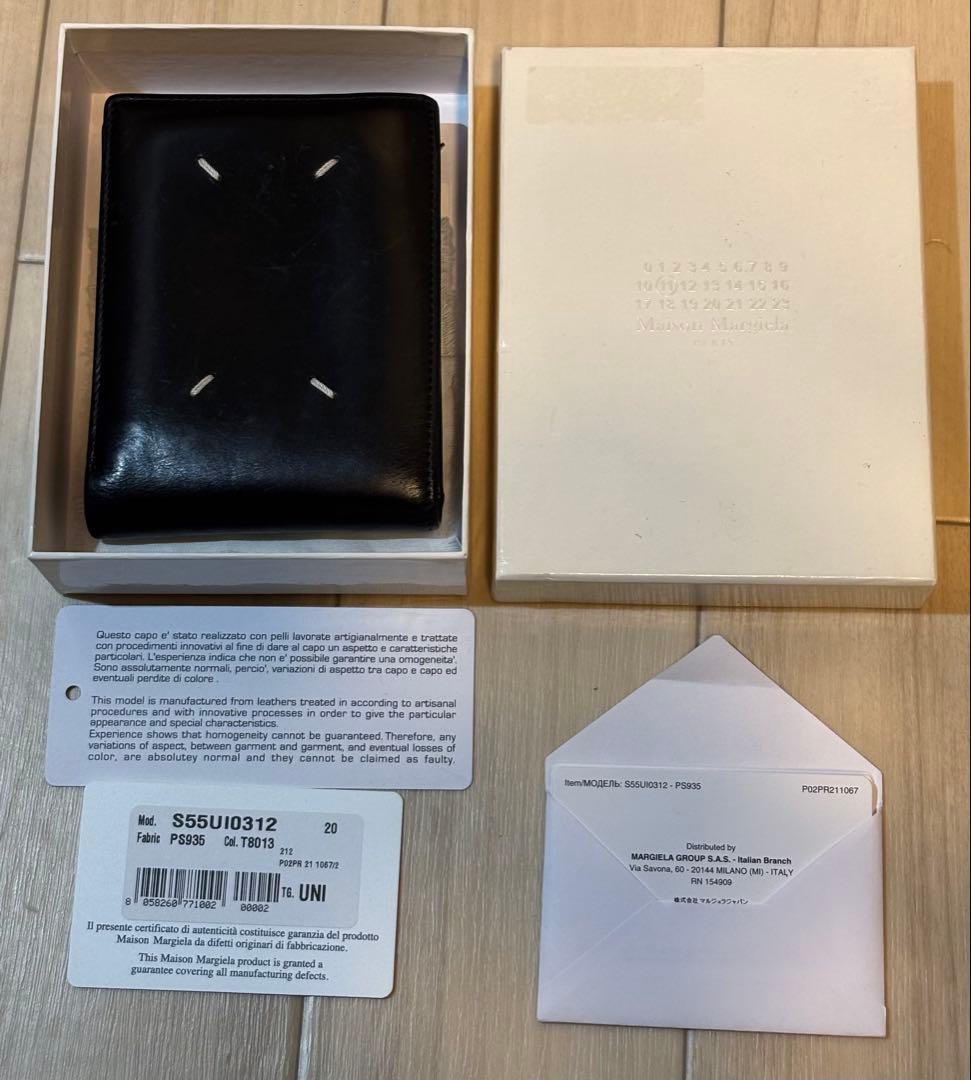 0 1 2 3 4 5 6 7 8 9
10 11 12 13 14 15 16
17 18 19 20 21 22 23
Maison Margiela
PARIS
Questo capo e' stato realizzato con pelli lavorate artigianalmente e trattate
con procedimenti innovativi al fine di dare al capo un aspetto e caratteristiche
particolari. L'esperienza indica che non e' possibile garantire una omogeneita'.
Sono assolutamente normali, percio', variazioni di aspetto tra capo e capo ed
eventuali perdite di colore .
This model is manufactured from leathers treated in according to artisanal
procedures and with innovative processes in order to give the particular
appearance and special characteristics.
Experience shows that homogeneity cannot be guaranteed. Therefore, any
variations of aspect, between garment and garment, and eventual losses of
color, are absolutey normal and they cannot be claimed as faulty.
Mod. S55UI0312 20
Fabric PS935 Col. T8013
212
P02PR 21 1067/2
TG. UNI
8 058260 771002 00002
Il presente certificato di autenticità costituisce garanzia del prodotto
Maison Margiela da difetti originari di fabbricazione.
This Maison Margiela product is granted a
guarantee covering all manufacturing defects.
Item/МОДЕЛЬ: S55UI0312 - PS935 P02PR211067
Distributed by
MARGIELA GROUP S.A.S. - Italian Branch
Via Savona, 60 - 20144 MILANO (MI) - ITALY
RN 154909
株式会社 マルジェラジャパン